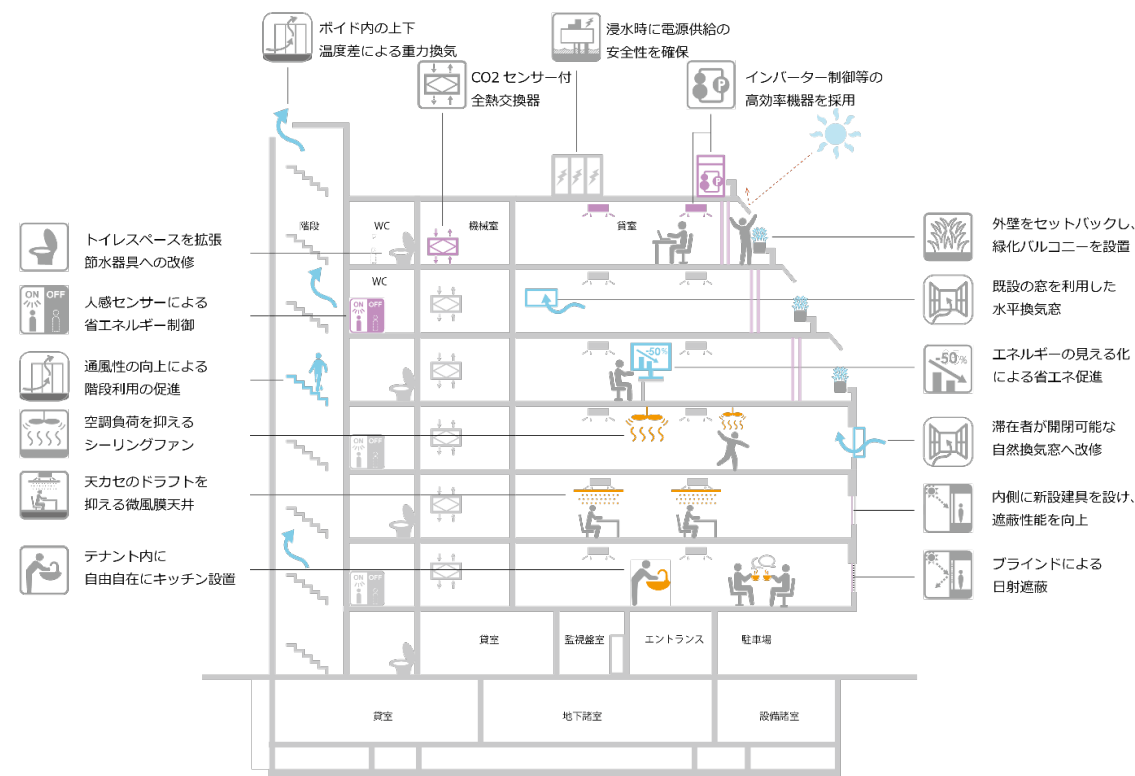 ボイド内の上下
温度差による重力換気
浸水時に電源供給の
安全性を確保
CO2 センサー付
全熱交換器
インバーター制御等の
高効率機器を採用
P
P
階段
WC
機械室
貸室
トイレスペースを拡張
節水器具への改修
外壁をセットバックし、
緑化バルコニーを設置
WC
ON OFF
人感センサーによる
省エネルギー制御
ON OFF
既設の窓を利用した
水平換気窓
通風性の向上による
階段利用の促進
-50%
エネルギーの見える化
による省エネ促進
-50%
空調負荷を抑える
シーリングファン
ON OFF
滞在者が開閉可能な
自然換気窓へ改修
天カセのドラフトを
抑える微風膜天井
内側に新設建具を設け、
遮蔽性能を向上
テナント内に
自由自在にキッチン設置
ON OFF
ブラインドによる
日射遮蔽
貸室
監視盤室
エントランス
駐車場
貸室
地下諸室
設備諸室